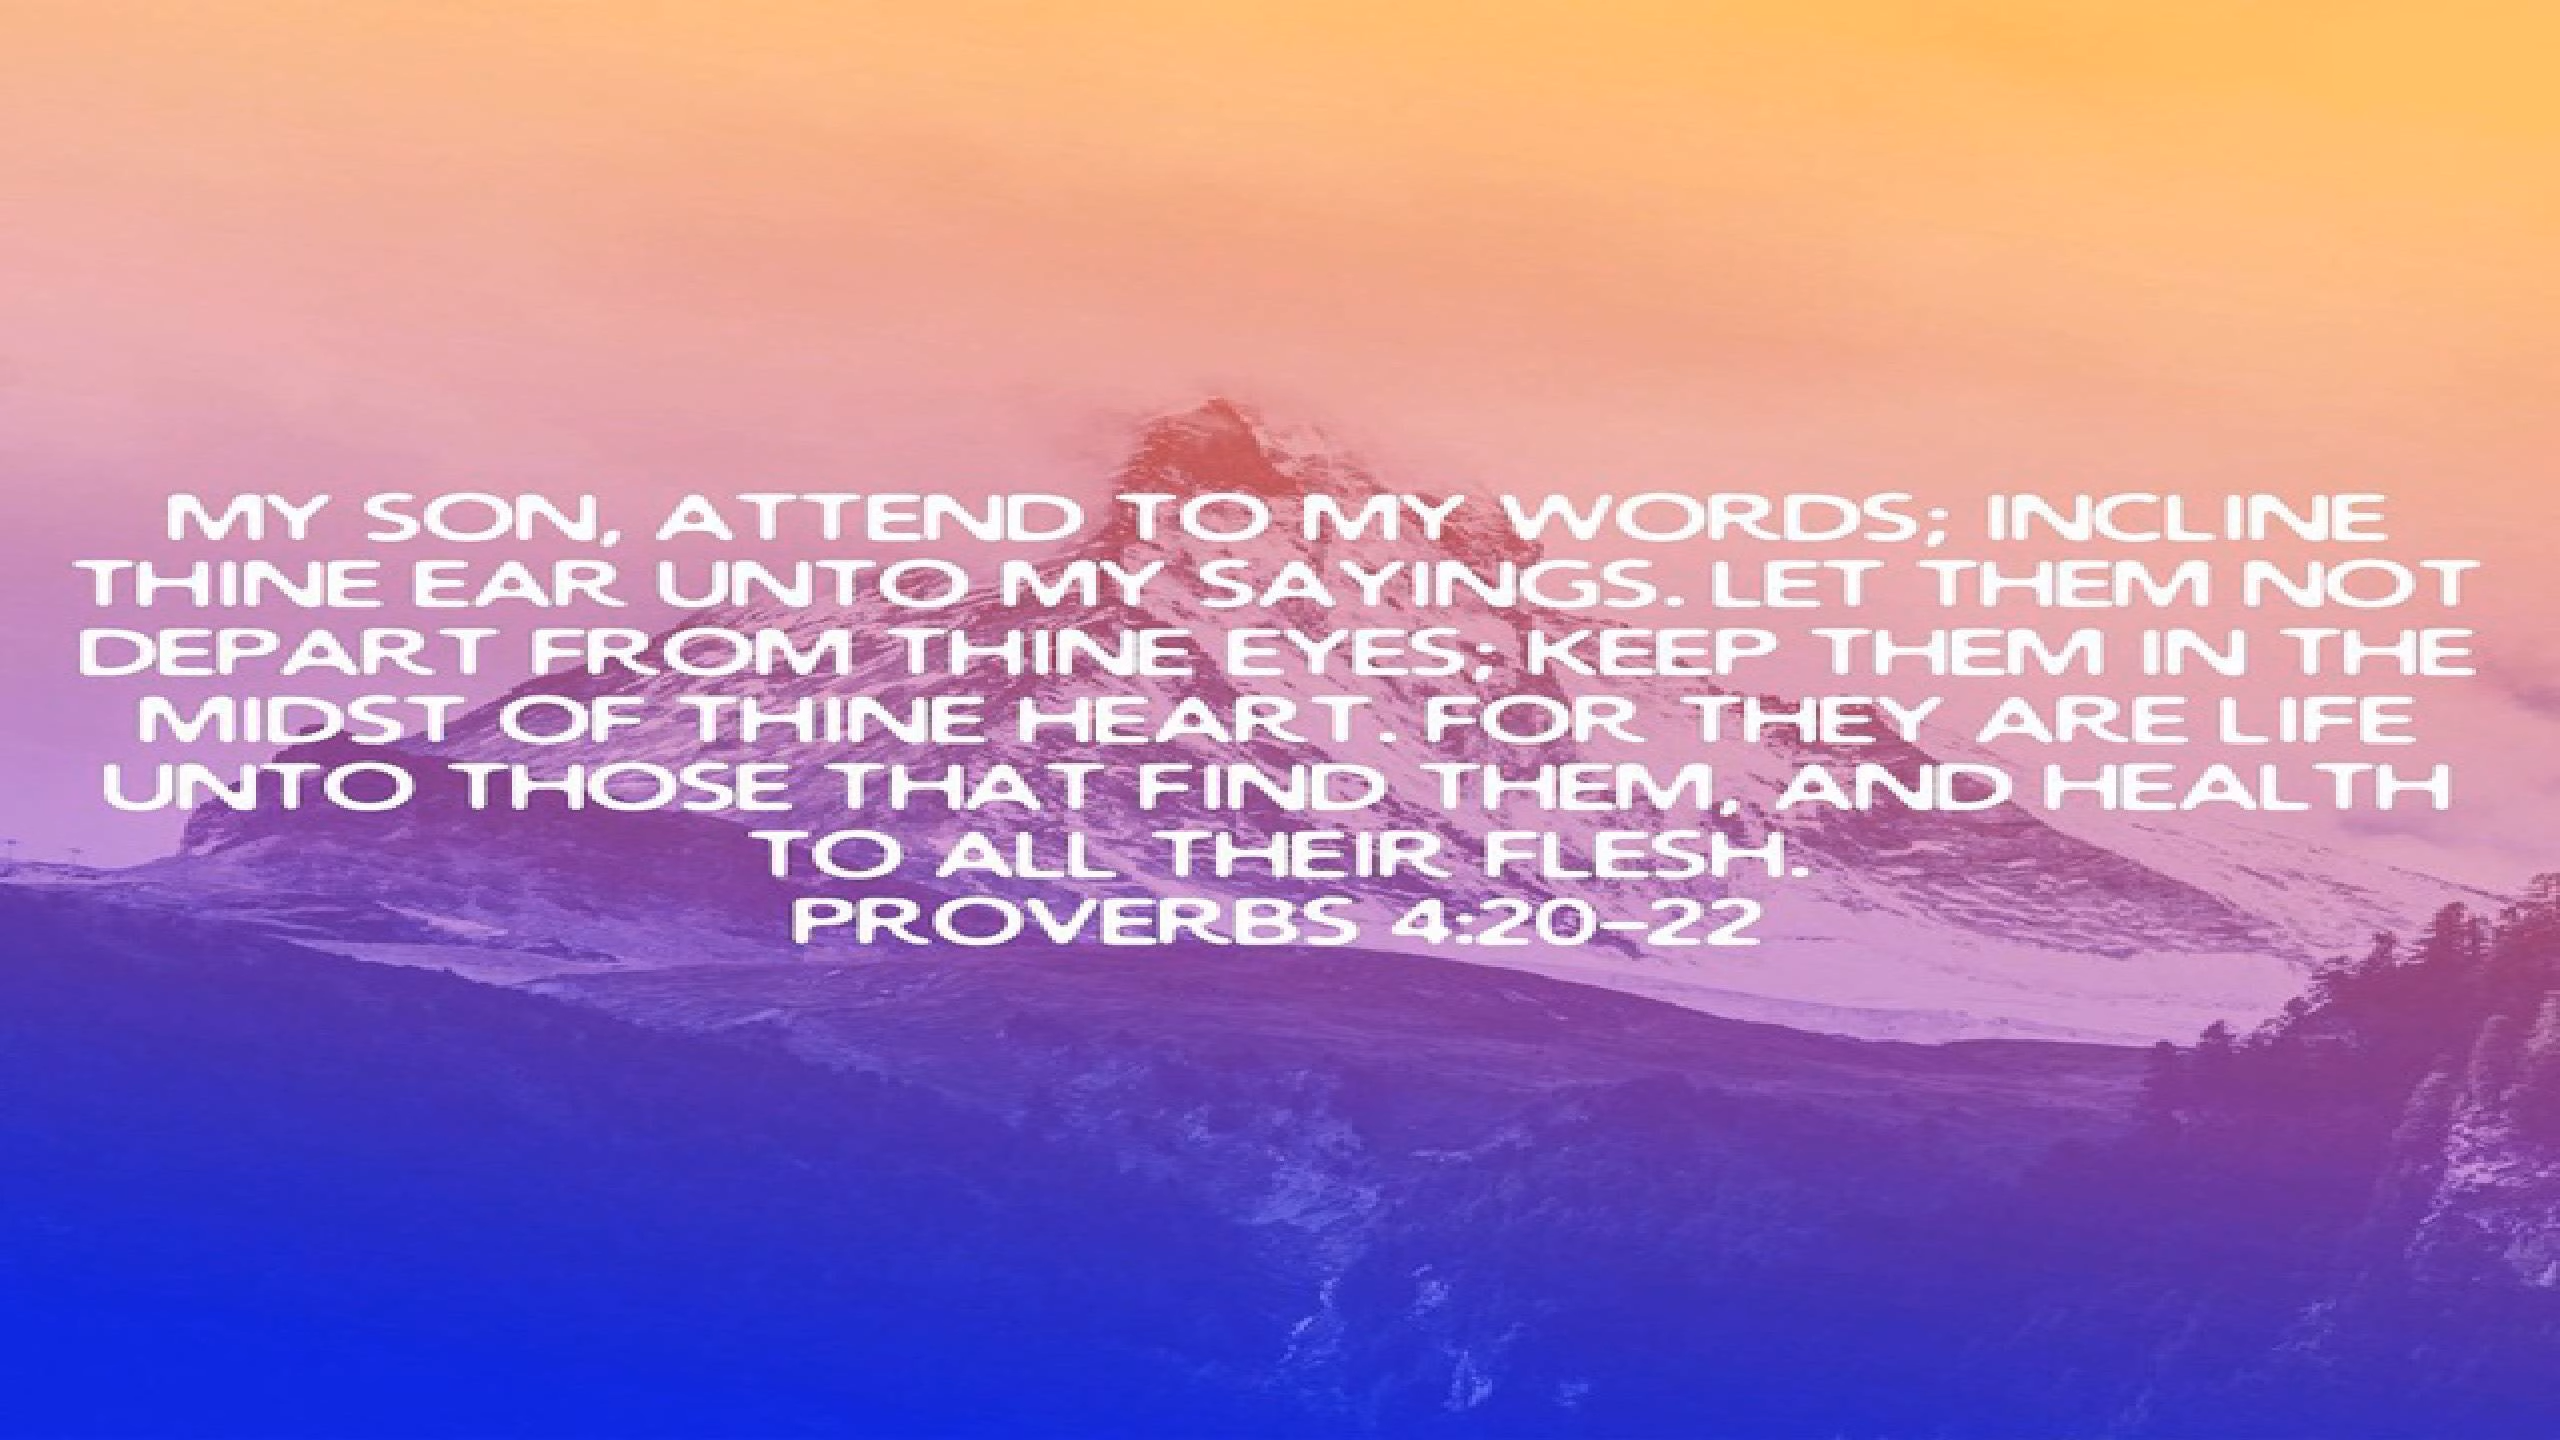 MY SON, ATTEND TO MY WORDS; INCLINE
THINE EAR UNTO MY SAYINGS. LET THEM NOT
DEPART FROM THINE EYES; KEEP THEM IN THE
MIDST OF THINE HEART. FOR THEY ARE LIFE
UNTO THOSE THAT FIND THEM, AND HEALTH
TO ALL THEIR FLESH.
PROVERBS 4:20-22